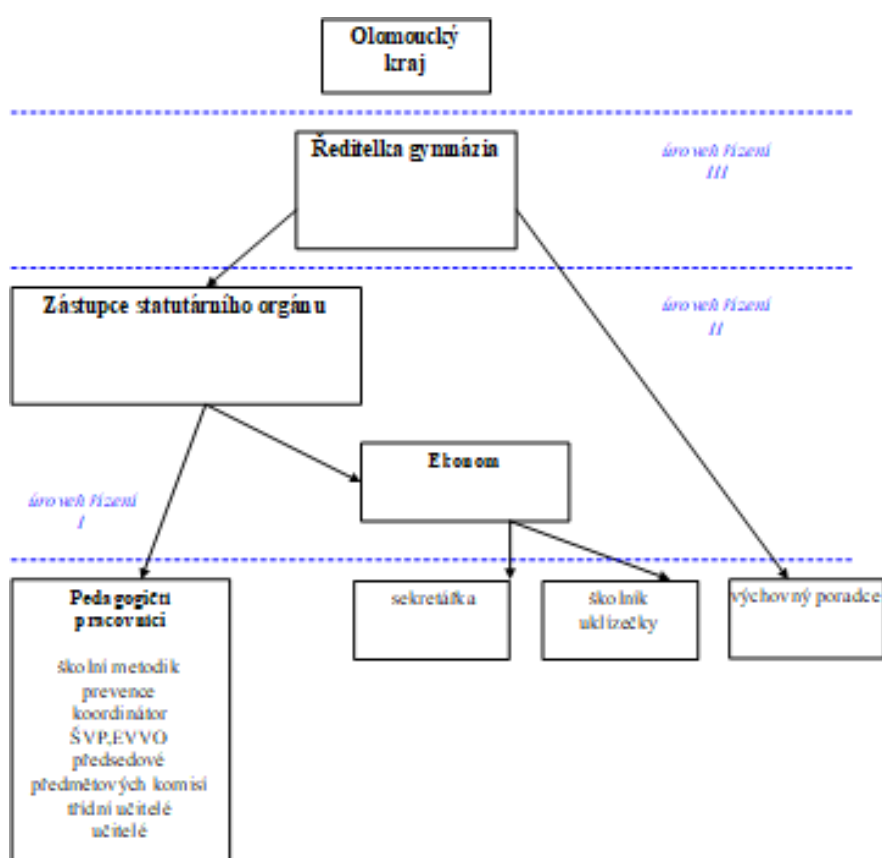 Olomoucký
kraj
Ředitelka gymnázia
úroveň řízení
III
Zástupce statutárního orgánu
úroveň řízení
II
Ekonom
úroveň řízení
I
Pedagogičtí
pracovníci
školní metodik
prevence
koordinátor
ŠVP,EVVO
předsedové
předmětových komisí
třídní učitelé
učitelé
sekretářka
školník
uklízečky
výchovný poradce